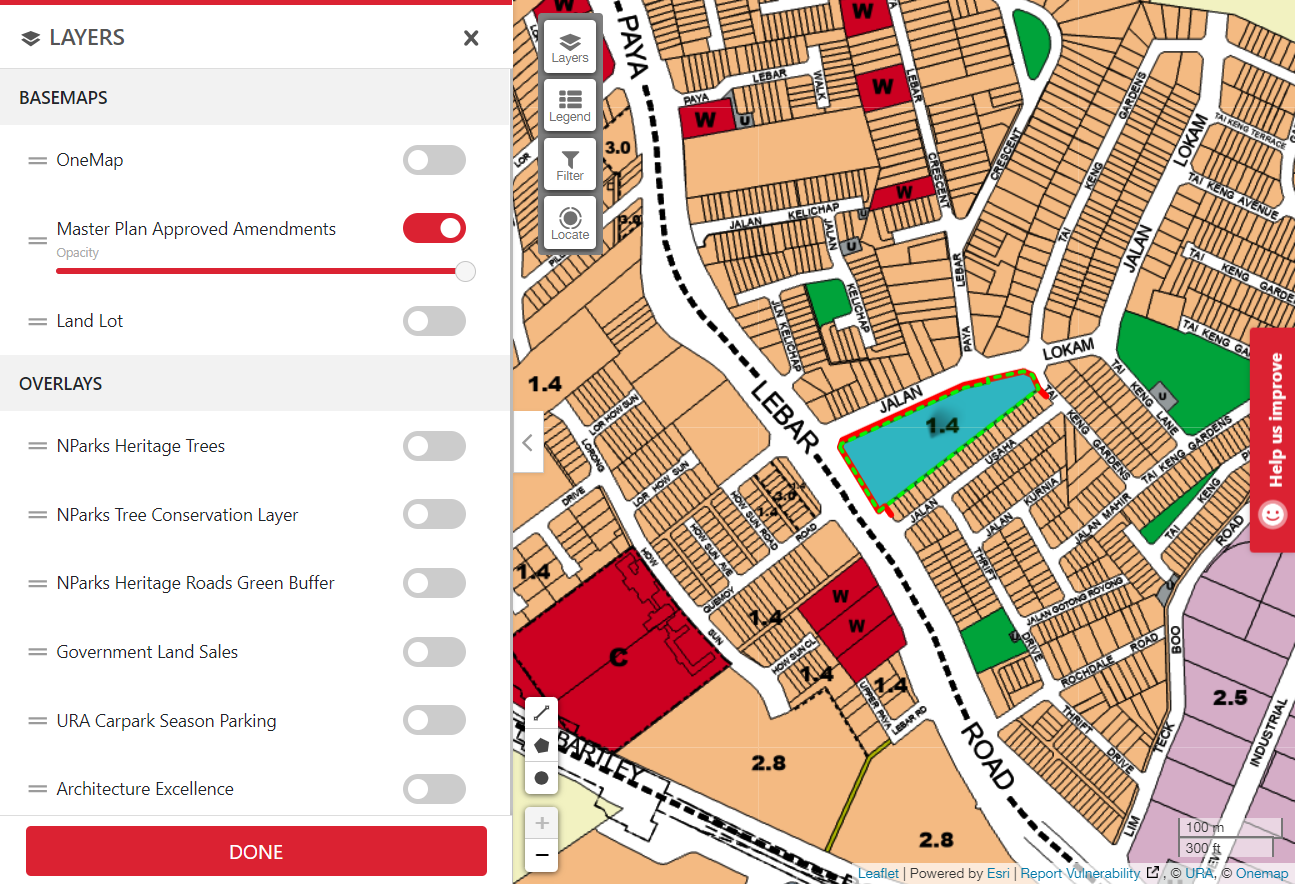 LAYERS
BASEMAPS
OneMap
Master Plan Approved Amendments
Opacity
Land Lot
OVERLAYS
NParks Heritage Trees
NParks Tree Conservation Layer
NParks Heritage Roads Green Buffer
Government Land Sales
URA Carpark Season Parking
Architecture Excellence
DONE
Layers
Legend
Filter
Locate
W
PAYA
W
W
W
W
PAYA
LEBAR
WALK
U
LEBAR
CRESCENT
CRESCENT
3.0
3.0
LOR
JALAN
KELICHAP
JALAN
U
U
KELICHAP
JLN KELICHAP
LEBAR
PAYA
GARDENS
KENG
TAI
LOKAM
JALAN
TAI KENG TERRACE
TAI KENG AVENUE
TAI KENG GARDENS
TAI KENG GA
JALAN
LOKAM
1.4
TAI
KENG
GARDENS
TAI
KENG
LANE
U
TAI KENG GARDENS
TAI
KENG
ROAD
USAHA
JALAN
KURNIA
JALAN
JALAN MAHIR
THRIFT
DRIVE
JALAN GOTONG ROYONG
U
ROCHDALE
ROAD
THRIFT
DRIVE
LIM
TECK
BOO
2.5
INDUSTRIAL
LEBAR
ROAD
1.4
LOR HOW SUN
LORONG
LOR HOW SUN
DRIVE
HOW SUN ROAD
1.4
3.0
1.4
ROAD
HOW
HOW SUN AVE
QUEMOY
SUN
1.4
1.4
HOW SUN CL
1.4
1.4
W
W
C
UPPER PAYA
LEBAR RD
BARTLEY
2.8
2.8
Help us improve
100 m
300 ft
Leaflet | Powered by Esri | Report Vulnerability , © URA, © Onemap